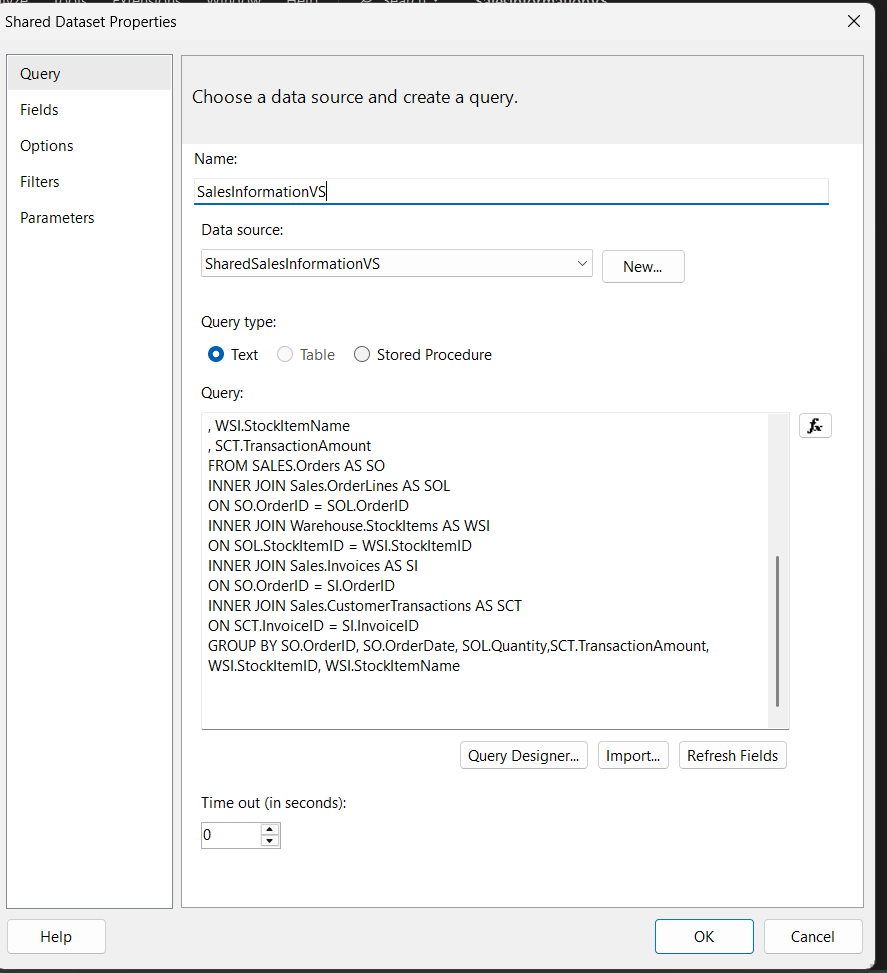 Shared Dataset Properties
Query
Fields
Options
Filters
Parameters
Choose a data source and create a query.
Name:
SalesInformationVS
Data source:
SharedSalesInformationVS
New...
Query type:
Text
Table
Stored Procedure
Query:
, WSI.StockItemName
, SCT.TransactionAmount
FROM SALES.Orders AS SO
INNER JOIN Sales.OrderLines AS SOL
ON SO.OrderID = SOL.OrderID
INNER JOIN Warehouse.StockItems AS WSI
ON SOL.StockItemID = WSI.StockItemID
INNER JOIN Sales.Invoices AS SI
ON SO.OrderID = SI.OrderID
INNER JOIN Sales.CustomerTransactions AS SCT
ON SCT.InvoiceID = SI.InvoiceID
GROUP BY SO.OrderID, SO.OrderDate, SOL.Quantity,SCT.TransactionAmount,
WSI.StockItemID, WSI.StockItemName
fx
Query Designer...
Import...
Refresh Fields
Time out (in seconds):
0
Help
OK
Cancel